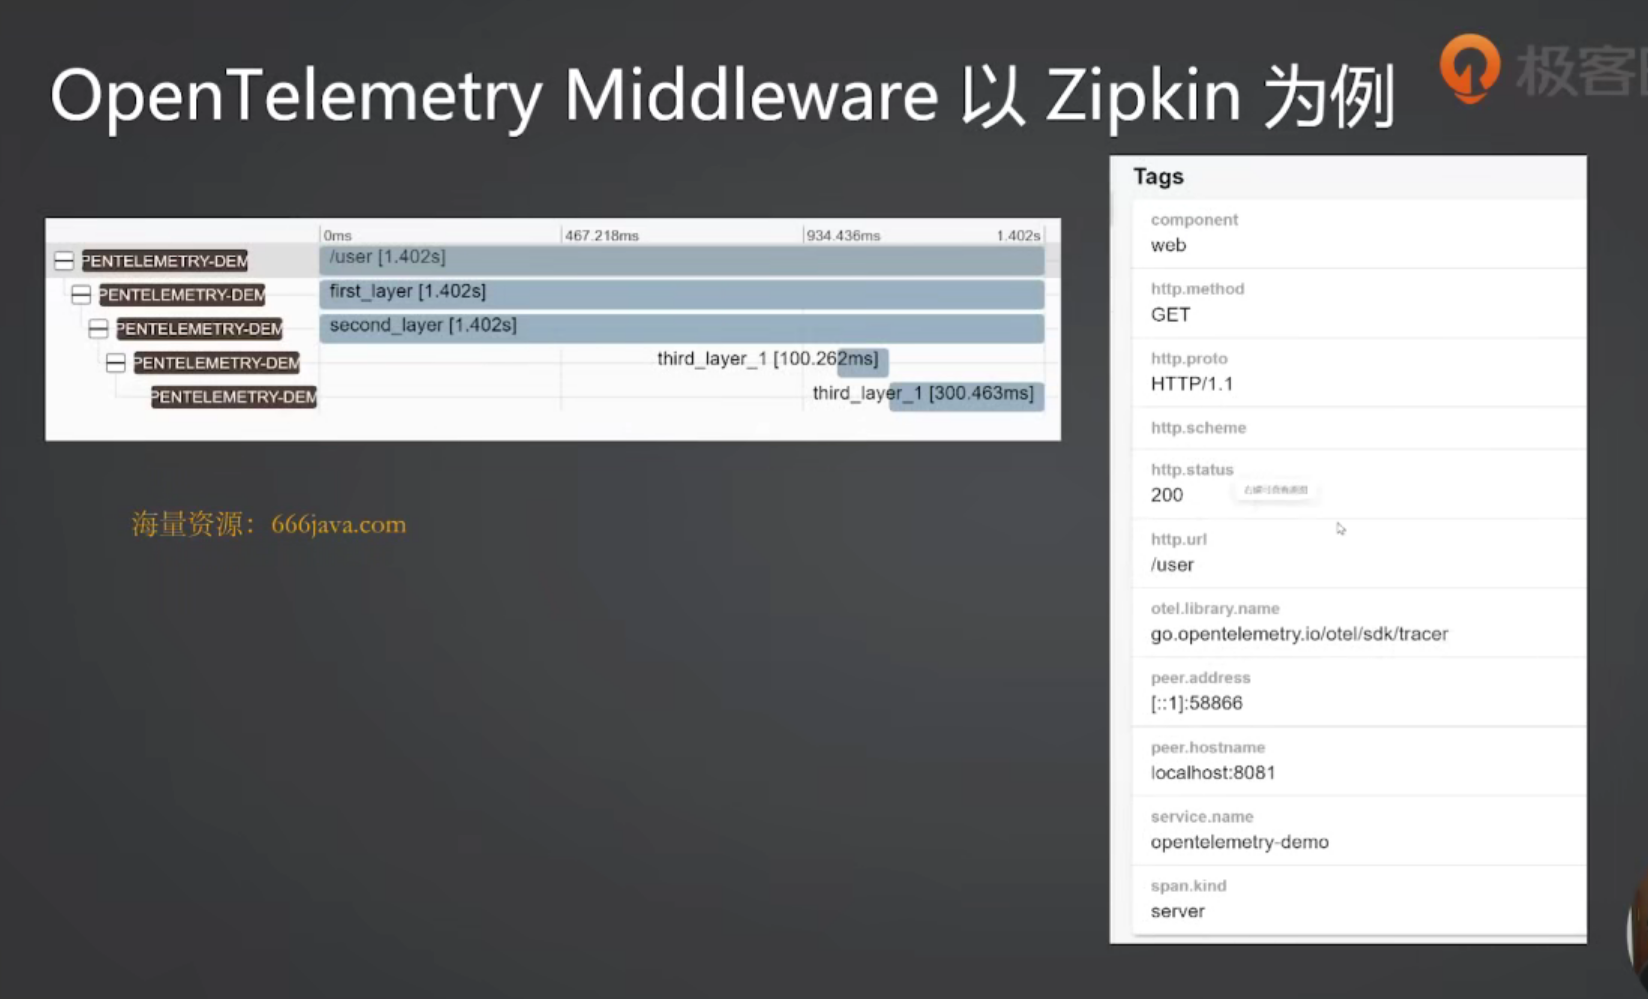 OpenTelemetry Middleware 以 Zipkin 为例
极客
0ms 467.218ms 934.436ms 1.402s
PENTELEMETRY-DEM /user [1.402s]
PENTELEMETRY-DEM first_layer [1.402s]
PENTELEMETRY-DEM second_layer [1.402s]
PENTELEMETRY-DEM third_layer_1 [100.262ms]
PENTELEMETRY-DEM third_layer_1 [300.463ms]
海量资源：666java.com
Tags
component
web
http.method
GET
http.proto
HTTP/1.1
http.scheme
http.status
200
http.url
/user
otel.library.name
go.opentelemetry.io/otel/sdk/tracer
peer.address
[::1]:58866
peer.hostname
localhost:8081
service.name
opentelemetry-demo
span.kind
server